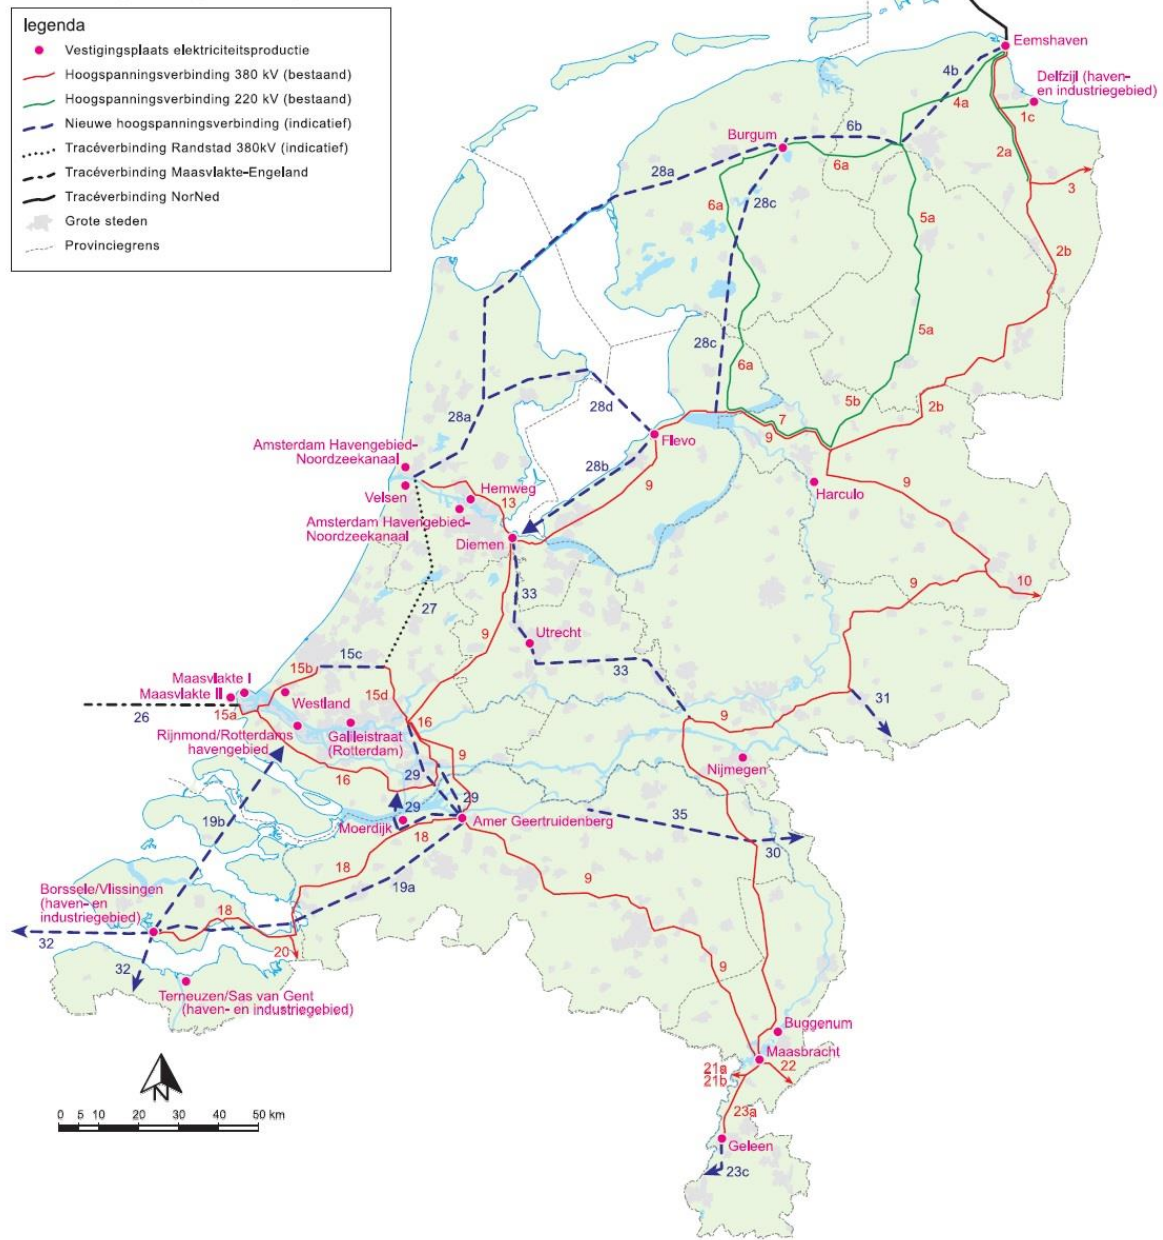 legenda
Vestigingsplaats elektriciteitsproductie
Hoogspanningsverbinding 380 kV (bestaand)
Hoogspanningsverbinding 220 kV (bestaand)
Nieuwe hoogspanningsverbinding (indicatief)
Tracéverbinding Randstad 380kV (indicatief)
Tracéverbinding Maasvlakte-Engeland
Tracéverbinding NorNed
Grote steden
Provinciegrens
Eemshaven
4b
Delfzijl (haven-
en industriegebied)
4a
1c
6b
Burgum
2a
28a
6a
3
6a
28c
5a
2b
28c
5a
6a
28d
5b
2b
28a
7
9
Flevo
Amsterdam Havengebied-
Noordzeekanaal
28b
9
9
Velsen
Hemweg
13
Harculo
Amsterdam Havengebied-
Noordzeekanaal
Diemen
9
10
33
27
9
Utrecht
15c
33
15b
Maasvlakte I
Maasvlakte II
15d
31
Westland
26
15a
16
9
Rijnmond/Rotterdams
havengebied
Galileistraat
(Rotterdam)
9
Nijmegen
16
29
29
29
Moerdijk
Amer Geertruidenberg
35
19b
18
30
18
9
19a
Borssele/Vlissingen
(haven- en
industriegebied)
18
32
20
32
9
Terneuzen/Sas van Gent
(haven- en industriegebied)
Buggenum
Maasbracht
21a
21b
22
0 5 10 20 30 40 50 km
23a
Geleen
23c